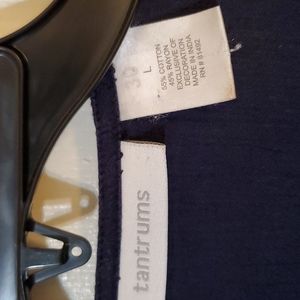 30
L
55% COTTON
45% RAYON
EXCLUSIVE OF
DECORATION
MADE IN INDIA
RN # 81492
tantrums